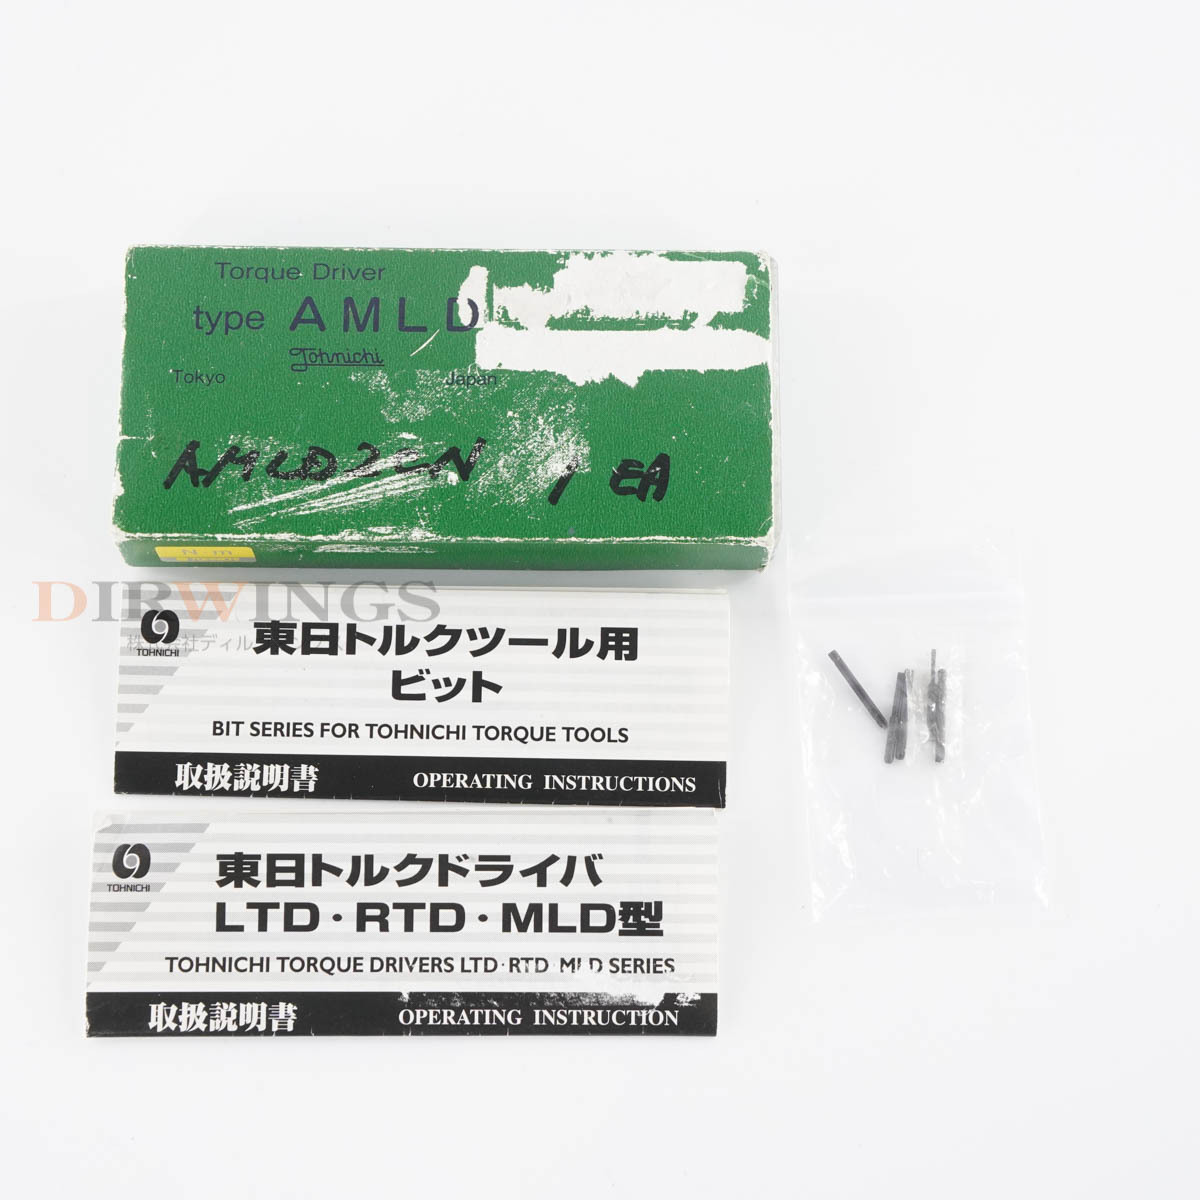 Torque Driver
type AMLD
Tohnichi
Tokyo Japan
AMLD2CN 1 EA
N m
DIRWINGS
TOHNICHI
東日トルクツール用
ビット
BIT SERIES FOR TOHNICHI TORQUE TOOLS
取扱説明書 OPERATING INSTRUCTIONS
TOHNICHI
東日トルクドライバ
LTD・RTD・MLD型
TOHNICHI TORQUE DRIVERS LTD・RTD・MLD SERIES
取扱説明書 OPERATING INSTRUCTION